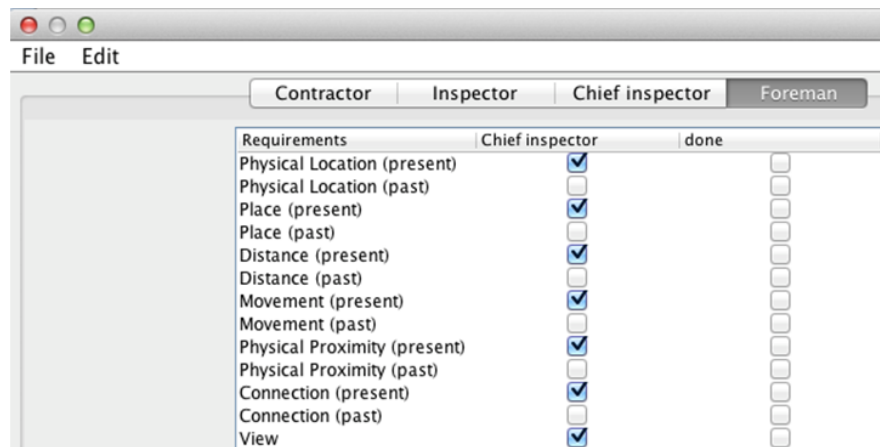 File Edit
Contractor Inspector Chief inspector Foreman
Requirements Chief inspector done
Physical Location (present)
Physical Location (past)
Place (present)
Place (past)
Distance (present)
Distance (past)
Movement (present)
Movement (past)
Physical Proximity (present)
Physical Proximity (past)
Connection (present)
Connection (past)
View